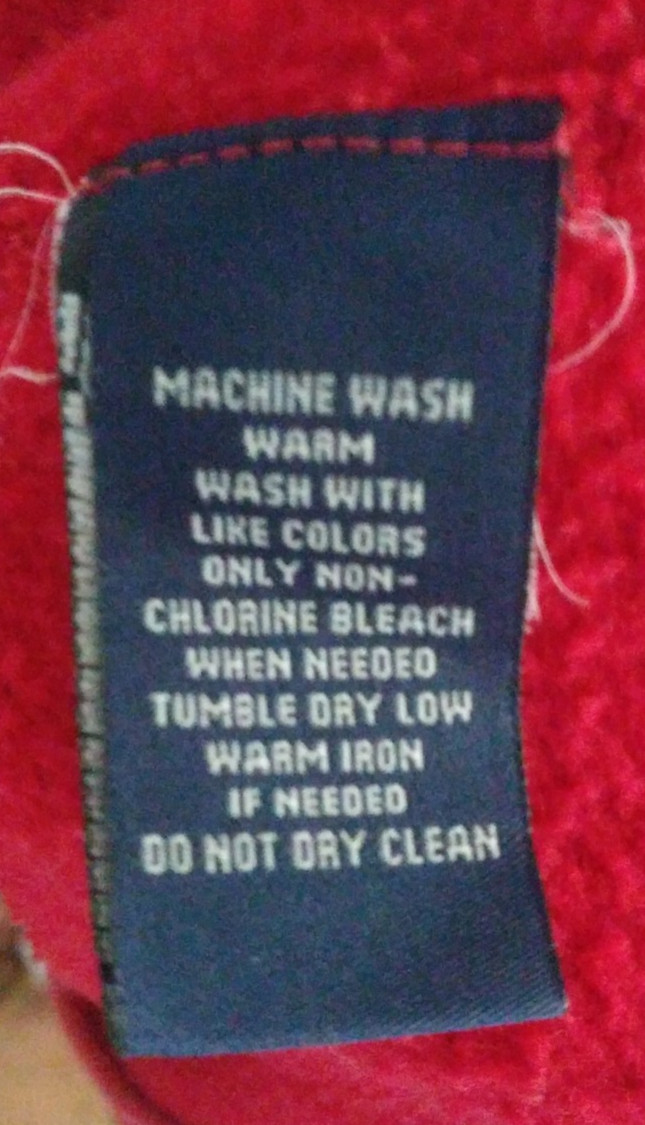 MACHINE WASH
WARM
WASH WITH
LIKE COLORS
ONLY NON-
CHLORINE BLEACH
WHEN NEEDED
TUMBLE DRY LOW
WARM IRON
IF NEEDED
DO NOT DRY CLEAN